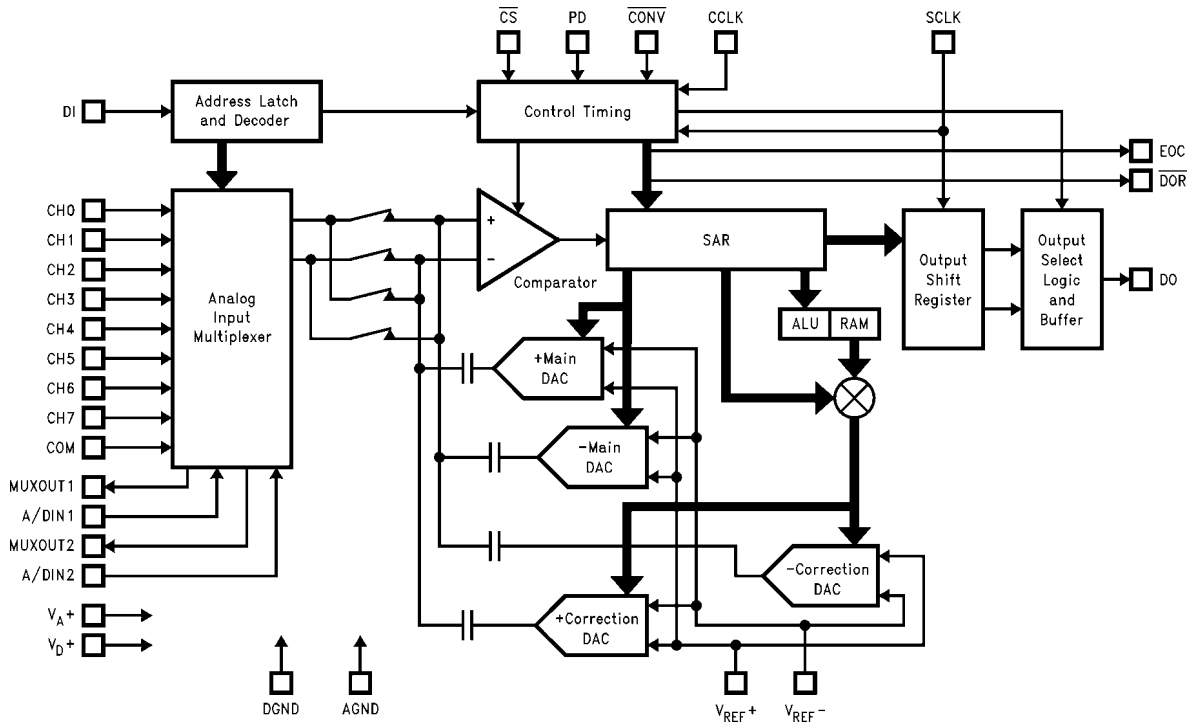 CS PD CONV CCLK SCLK
DI
Address Latch
and Decoder
Control Timing
EOC
DOR
CH0
CH1
CH2
CH3
CH4
CH5
CH6
CH7
COM
MUXOUT1
A/DIN1
MUXOUT2
A/DIN2
VA+
VD+
Analog
Input
Multiplexer
+
−
Comparator
SAR
ALU RAM
Output
Shift
Register
Output
Select
Logic
and
Buffer
DO
+Main
DAC
−Main
DAC
−Correction
DAC
+Correction
DAC
DGND
AGND
VREF+
VREF−